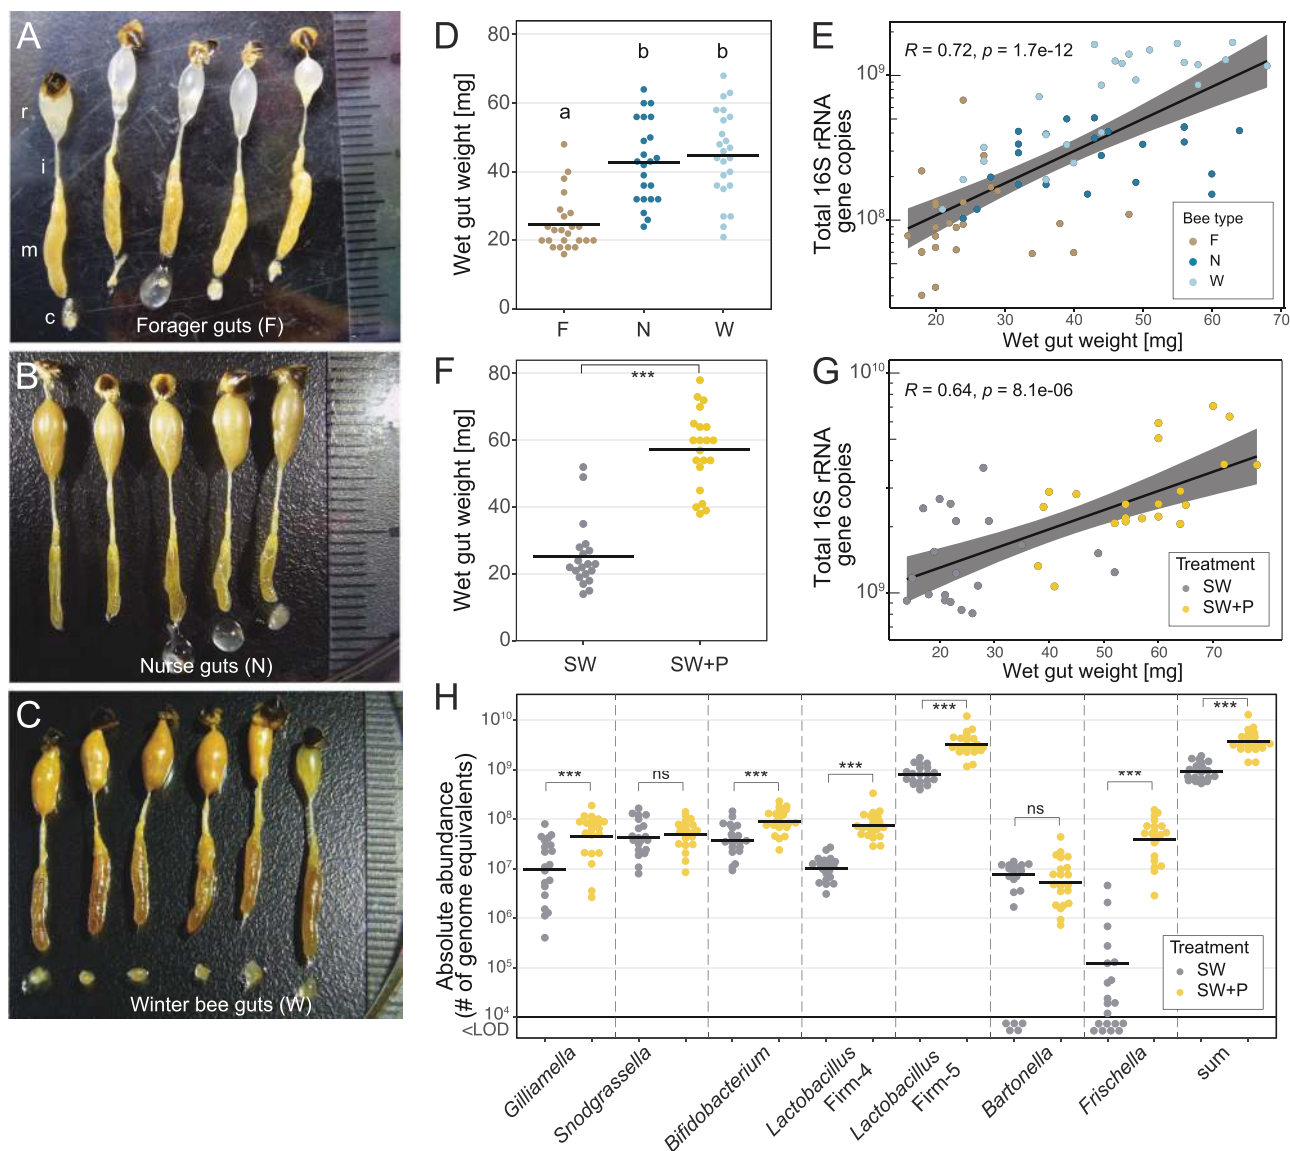 A
r
i
m
c
Forager guts (F)
B
Nurse guts (N)
C
Winter bee guts (W)
D
Wet gut weight [mg]
80
60
40
20
0
a
b
b
F
N
W
E
R = 0.72, p = 1.7e-12
Total 16S rRNA
gene copies
10⁹
10⁸
Bee type
F
N
W
20
30
40
50
60
70
Wet gut weight [mg]
F
Wet gut weight [mg]
80
60
40
20
0
***
SW
SW+P
G
10¹⁰
R = 0.64, p = 8.1e-06
Total 16S rRNA
gene copies
10⁹
Treatment
SW
SW+P
20
30
40
50
60
70
Wet gut weight [mg]
H
Absolute abundance
(# of genome equivalents)
10¹⁰
10⁹
10⁸
10⁷
10⁶
10⁵
10⁴
<LOD
***
ns
***
***
***
ns
***
***
Treatment
SW
SW+P
Gilliamella
Snodgrassella
Bifidobacterium
Lactobacillus
Firm-4
Lactobacillus
Firm-5
Bartonella
Frischella
sum